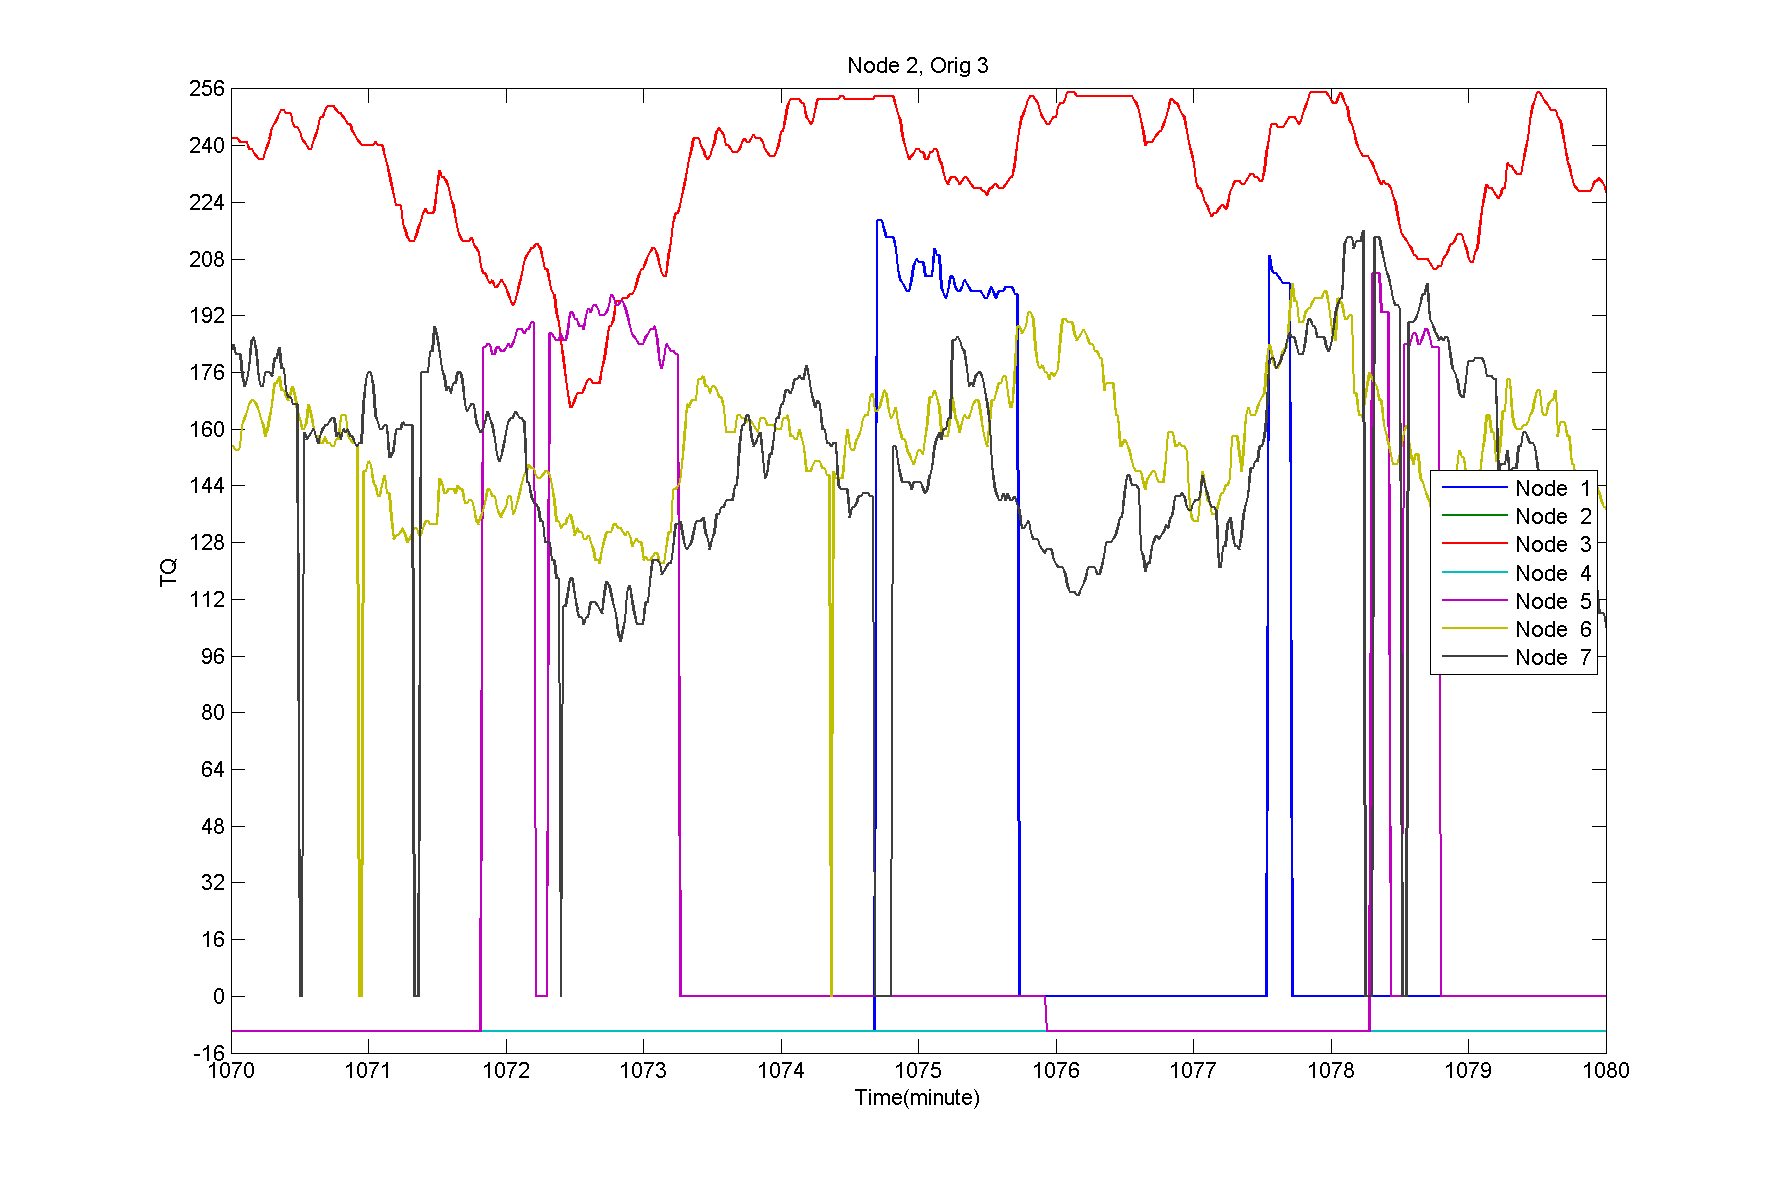 Node 2, Orig 3
256
240
224
208
192
176
160
144
128
112
96
80
64
48
32
16
0
-16
TQ
Node 1
Node 2
Node 3
Node 4
Node 5
Node 6
Node 7
1070 1071 1072 1073 1074 1075 1076 1077 1078 1079 1080
Time(minute)